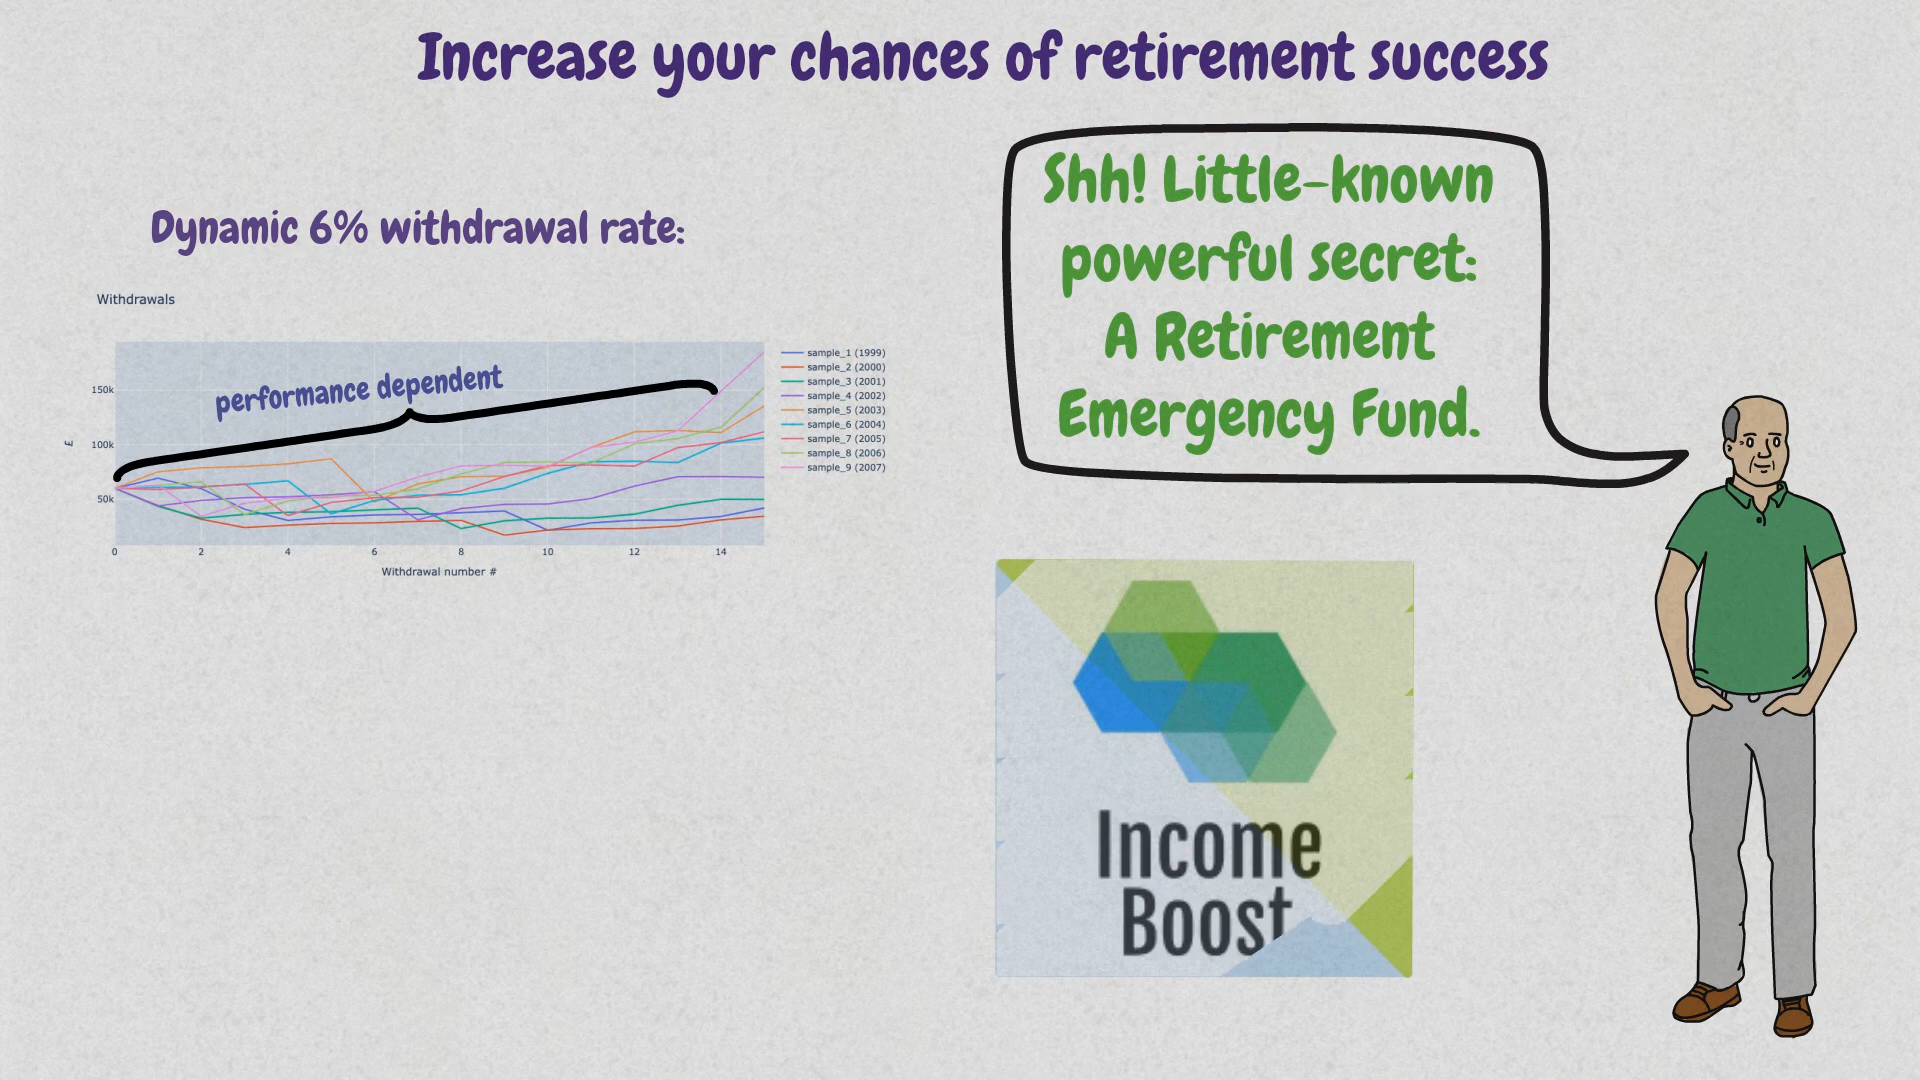 Increase your chances of retirement success
Dynamic 6% withdrawal rate:
Withdrawals
performance dependent
£
150k
100k
50k
0 2 4 6 8 10 12 14
Withdrawal number #
sample_1 (1999)
sample_2 (2000)
sample_3 (2001)
sample_4 (2002)
sample_5 (2003)
sample_6 (2004)
sample_7 (2005)
sample_8 (2006)
sample_9 (2007)
Shh! Little-known
powerful secret:
A Retirement
Emergency Fund.
Income
Boost